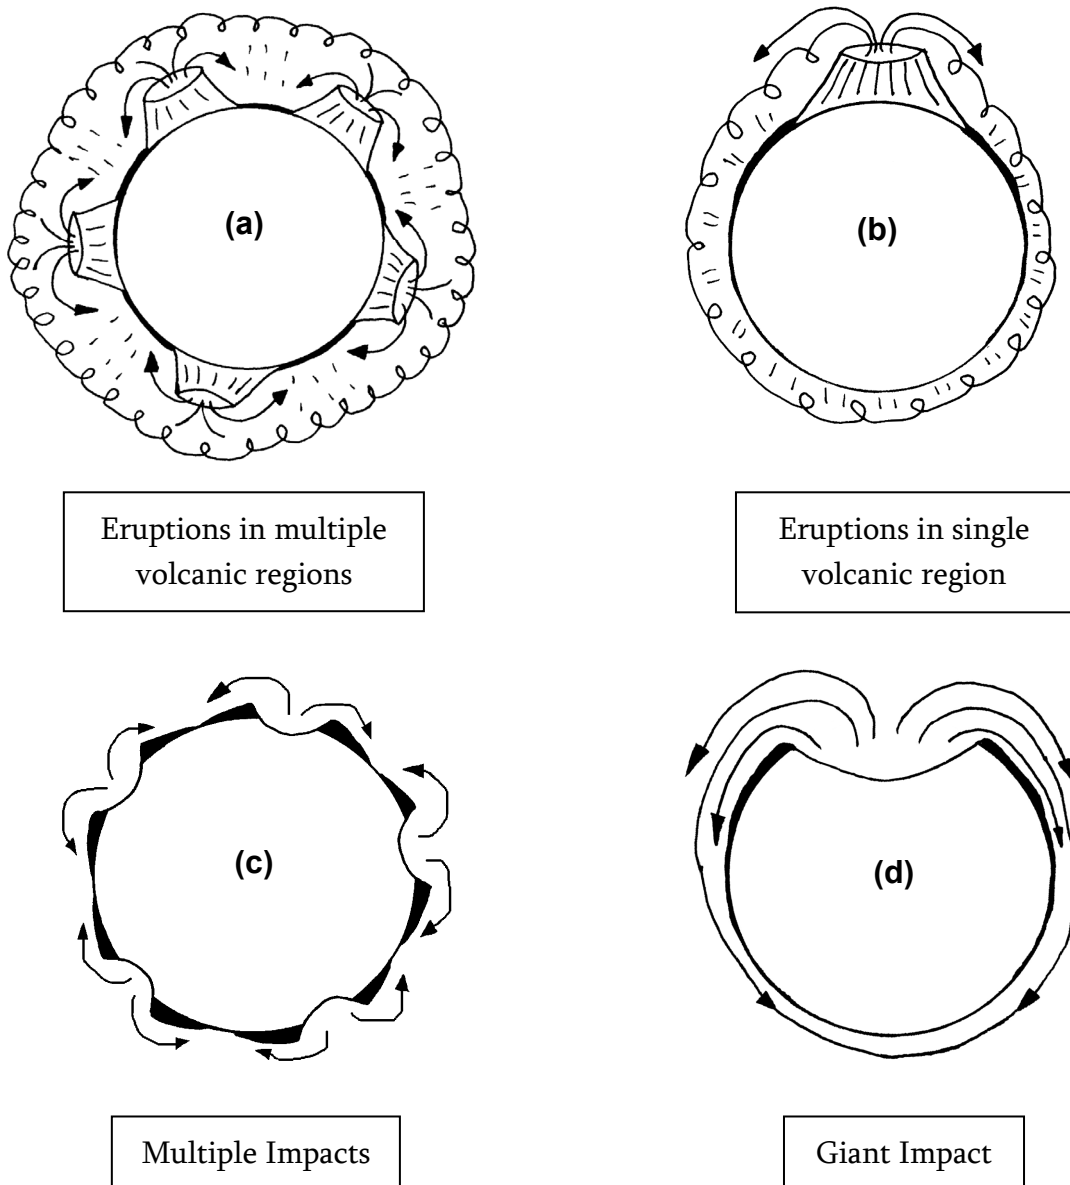 (a)
(b)
Eruptions in multiple
volcanic regions
Eruptions in single
volcanic region
(c)
(d)
Multiple Impacts
Giant Impact